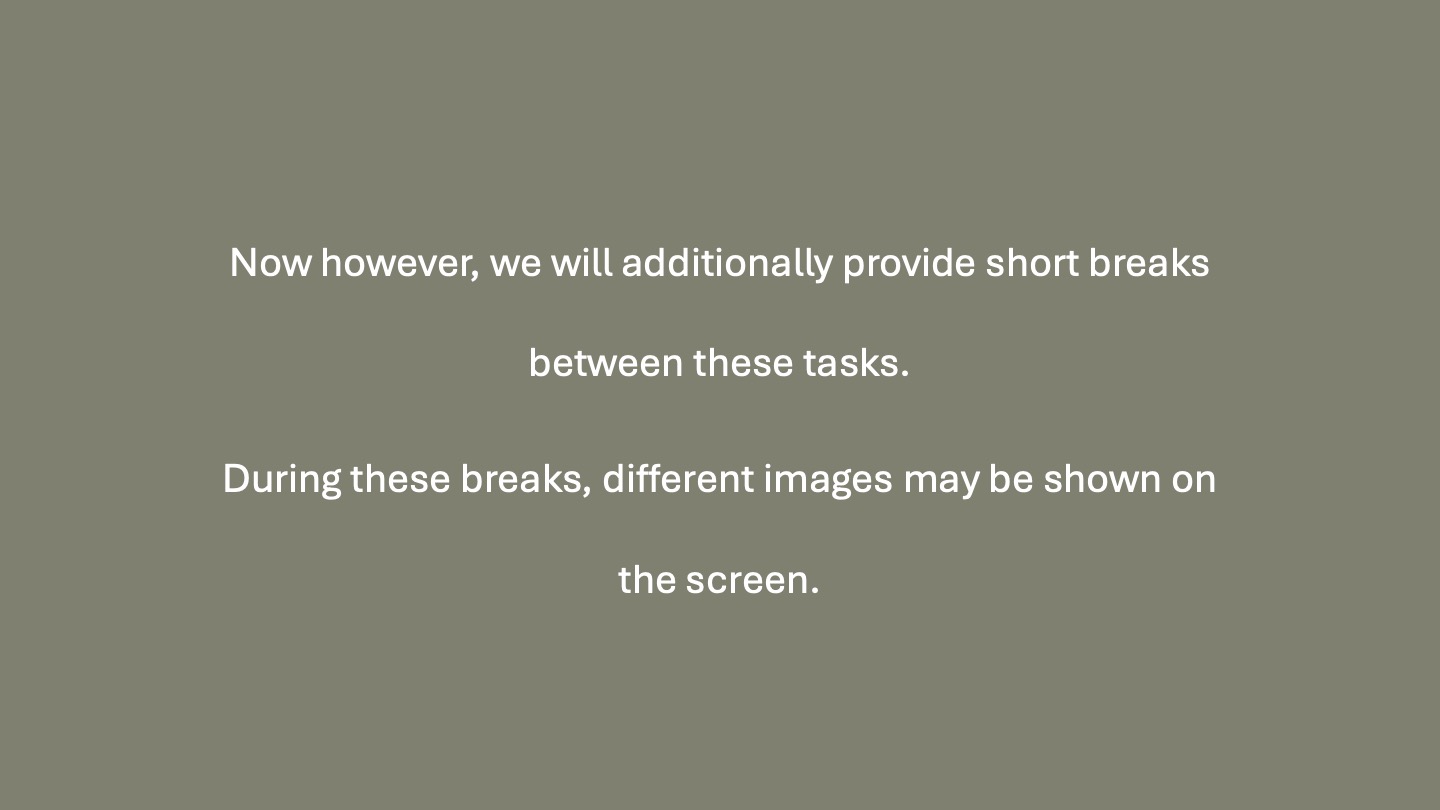 Now however, we will additionally provide short breaks
between these tasks.
During these breaks, different images may be shown on
the screen.